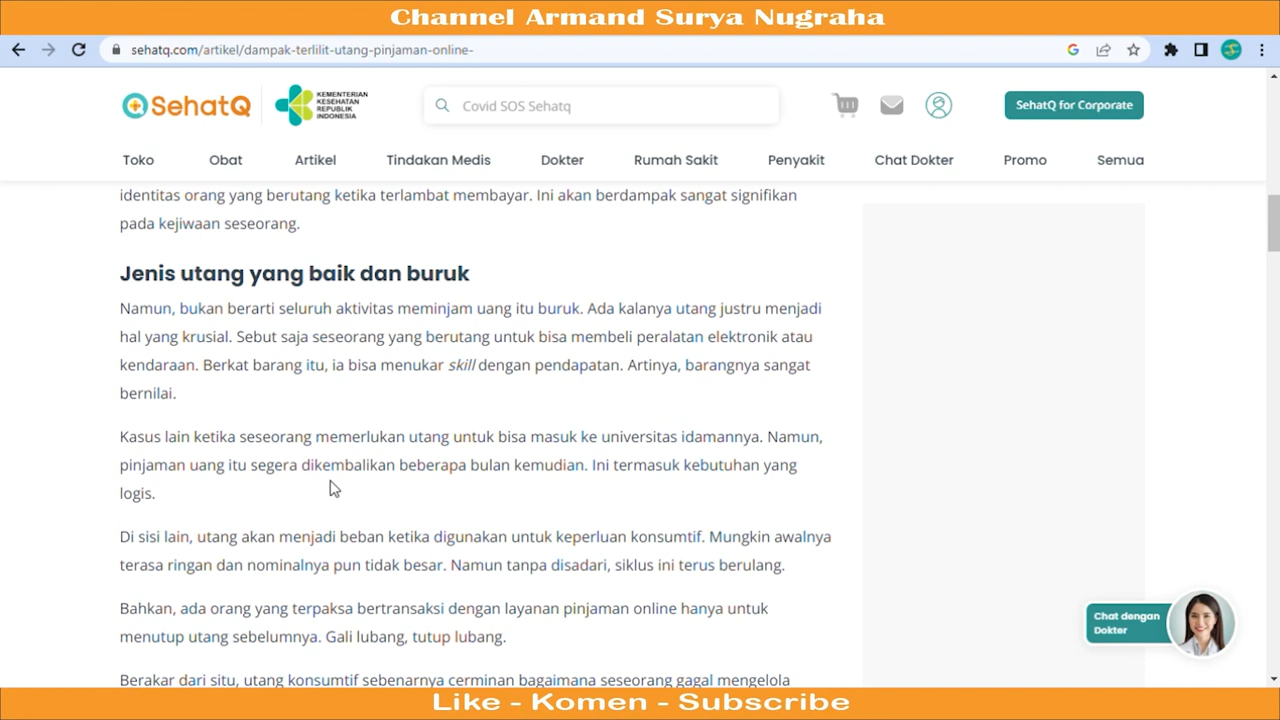 Channel Armand Surya Nugraha
sehatq.com/artikel/dampak-terlilit-utang-pinjaman-online-
SehatQ
KEMENTERIAN
KESEHATAN
REPUBLIK
INDONESIA
Covid SOS Sehatq
SehatQ for Corporate
Toko Obat Artikel Tindakan Medis Dokter Rumah Sakit Penyakit Chat Dokter Promo Semua
identitas orang yang berutang ketika terlambat membayar. Ini akan berdampak sangat signifikan
pada kejiwaan seseorang.
Jenis utang yang baik dan buruk
Namun, bukan berarti seluruh aktivitas meminjam uang itu buruk. Ada kalanya utang justru menjadi
hal yang krusial. Sebut saja seseorang yang berutang untuk bisa membeli peralatan elektronik atau
kendaraan. Berkat barang itu, ia bisa menukar skill dengan pendapatan. Artinya, barangnya sangat
bernilai.
Kasus lain ketika seseorang memerlukan utang untuk bisa masuk ke universitas idamannya. Namun,
pinjaman uang itu segera dikembalikan beberapa bulan kemudian. Ini termasuk kebutuhan yang
logis.
Di sisi lain, utang akan menjadi beban ketika digunakan untuk keperluan konsumtif. Mungkin awalnya
terasa ringan dan nominalnya pun tidak besar. Namun tanpa disadari, siklus ini terus berulang.
Bahkan, ada orang yang terpaksa bertransaksi dengan layanan pinjaman online hanya untuk
menutup utang sebelumnya. Gali lubang, tutup lubang.
Berakar dari situ, utang konsumtif sebenarnya cerminan bagaimana seseorang gagal mengelola
Chat dengan
Dokter
Like - Komen - Subscribe